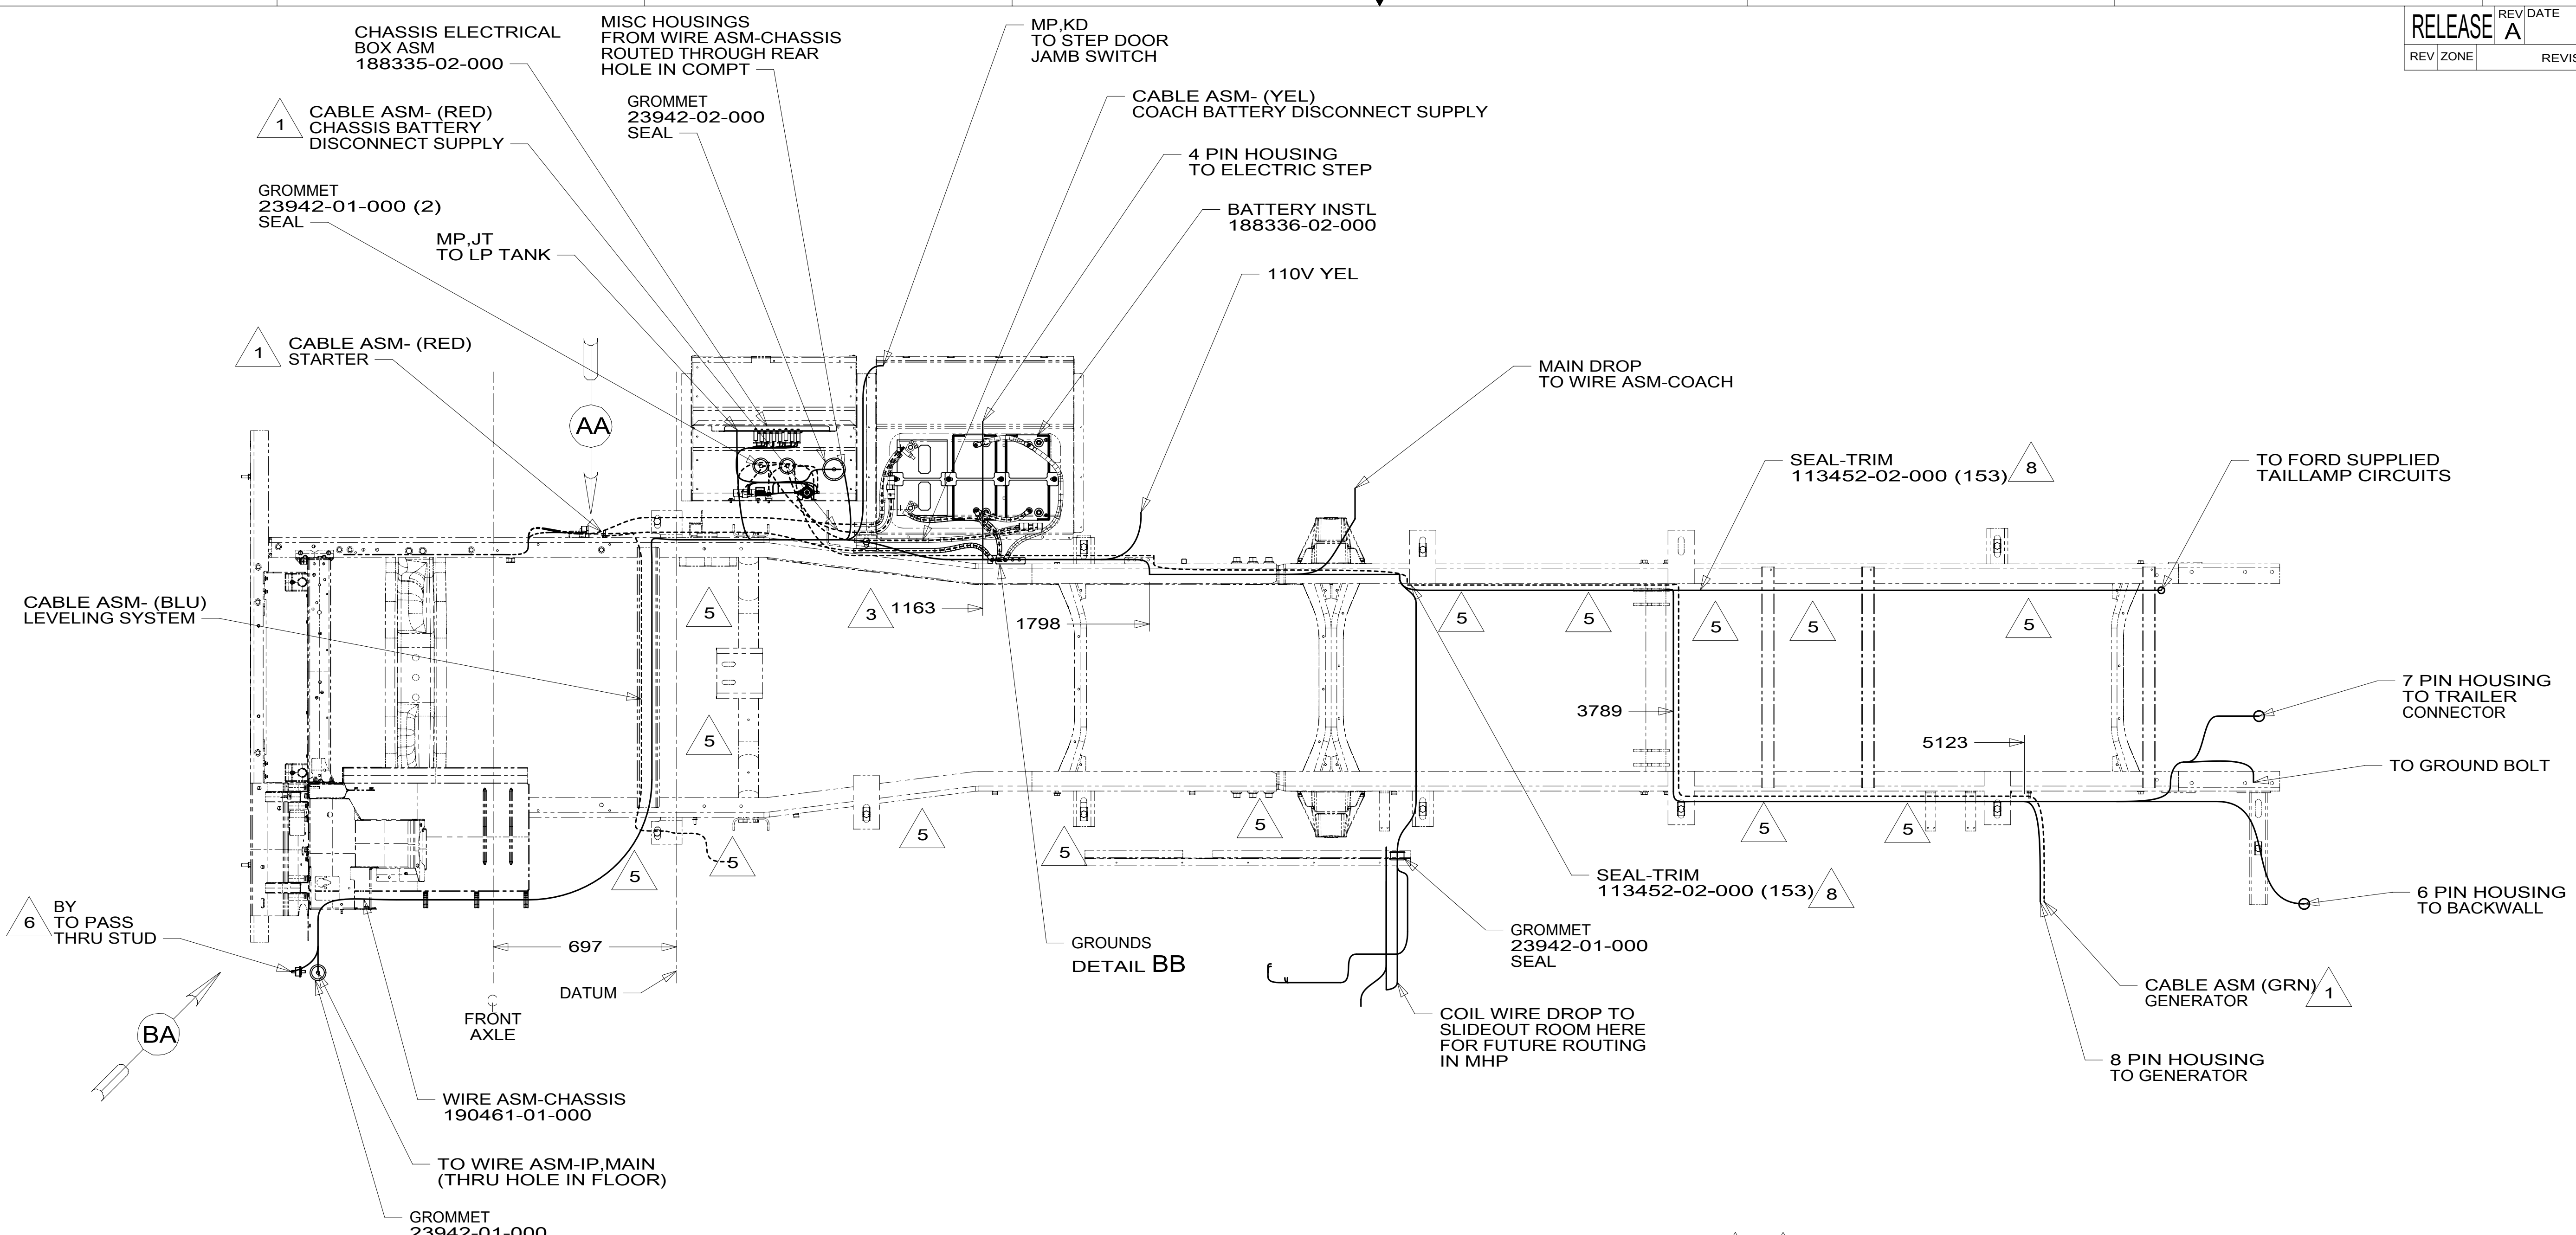 RELEASE
REV
A
DATE
REV
ZONE
CHASSIS ELECTRICAL
BOX ASM
188335-02-000
MISC HOUSINGS
FROM WIRE ASM-CHASSIS
ROUTED THROUGH REAR
HOLE IN COMPT
MP,KD
TO STEP DOOR
JAMB SWITCH
1
CABLE ASM- (RED)
CHASSIS BATTERY
DISCONNECT SUPPLY
GROMMET
23942-02-000
SEAL
CABLE ASM- (YEL)
COACH BATTERY DISCONNECT SUPPLY
4 PIN HOUSING
TO ELECTRIC STEP
GROMMET
23942-01-000 (2)
SEAL
BATTERY INSTL
188336-02-000
MP,JT
TO LP TANK
110V YEL
1
CABLE ASM- (RED)
STARTER
AA
MAIN DROP
TO WIRE ASM-COACH
SEAL-TRIM
113452-02-000 (153)
8
TO FORD SUPPLIED
TAILLAMP CIRCUITS
CABLE ASM- (BLU)
LEVELING SYSTEM
5
3
1163
1798
5
5
5
5
5
5
3789
5123
7 PIN HOUSING
TO TRAILER
CONNECTOR
TO GROUND BOLT
5
5
5
5
5
5
5
5
SEAL-TRIM
113452-02-000 (153)
8
6 PIN HOUSING
TO BACKWALL
6
BY
TO PASS
THRU STUD
697
DATUM
GROUNDS
DETAIL BB
GROMMET
23942-01-000
SEAL
CABLE ASM (GRN)
GENERATOR
1
BA
℄
FRONT
AXLE
COIL WIRE DROP TO
SLIDEOUT ROOM HERE
FOR FUTURE ROUTING
IN MHP
8 PIN HOUSING
TO GENERATOR
WIRE ASM-CHASSIS
190461-01-000
TO WIRE ASM-IP,MAIN
(THRU HOLE IN FLOOR)
GROMMET
23942-01-000